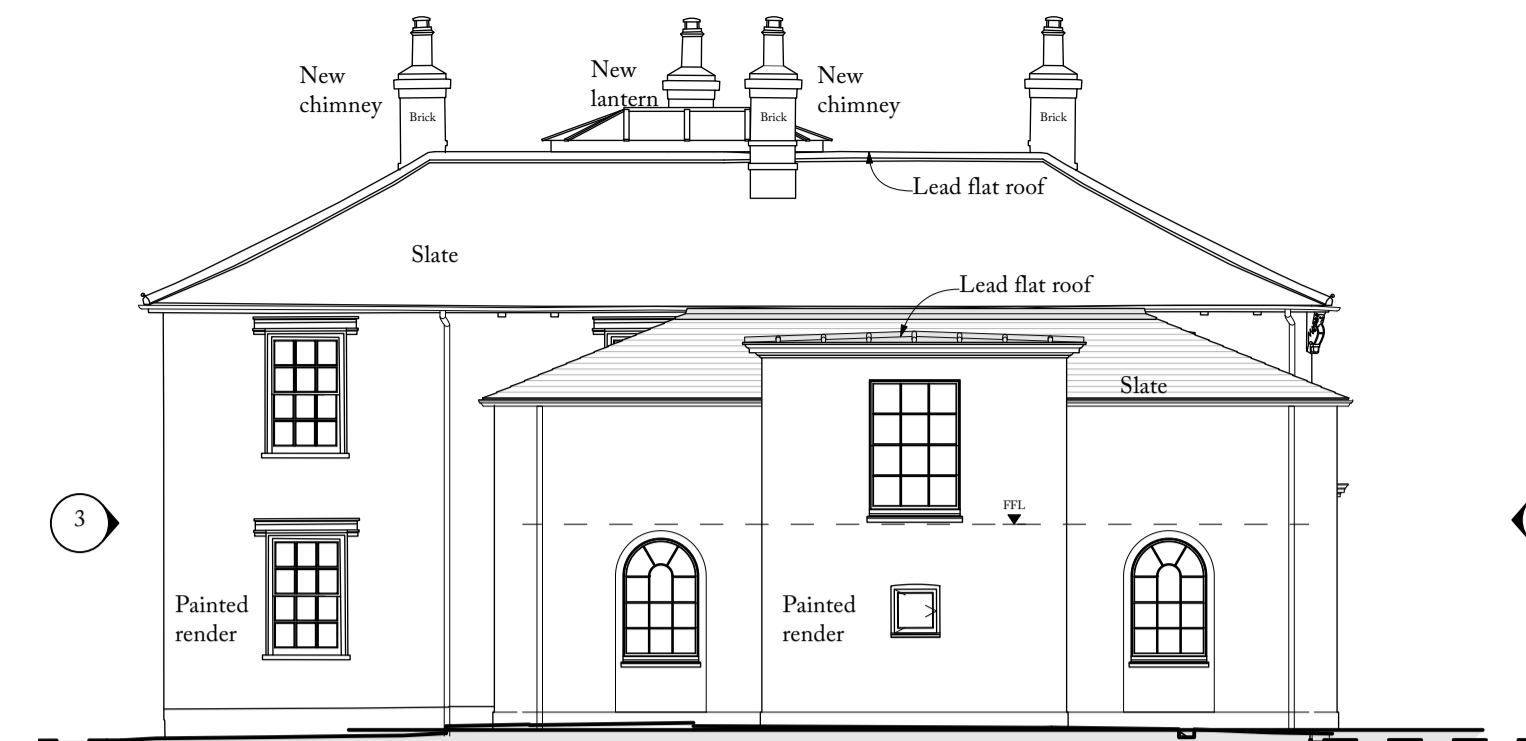 New
chimney
New
lantern
New
chimney
Brick
Brick
Brick
Lead flat roof
Slate
Lead flat roof
Slate
FFL
3
Painted
render
Painted
render